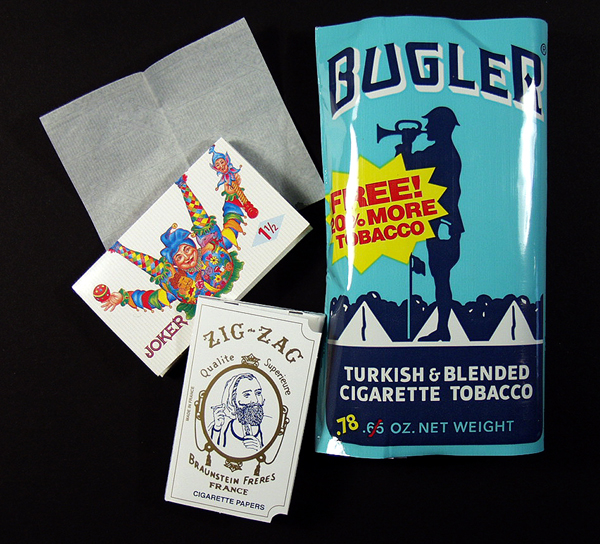 BUGLER®
FREE!
20% MORE
TOBACCO
TURKISH & BLENDED
CIGARETTE TOBACCO
.78 .65 OZ. NET WEIGHT
1½
JOKER
ZIG-ZAG
Qualite Superieure
MADE IN FRANCE
BRAUNSTEIN FRERES
FRANCE
CIGARETTE PAPERS